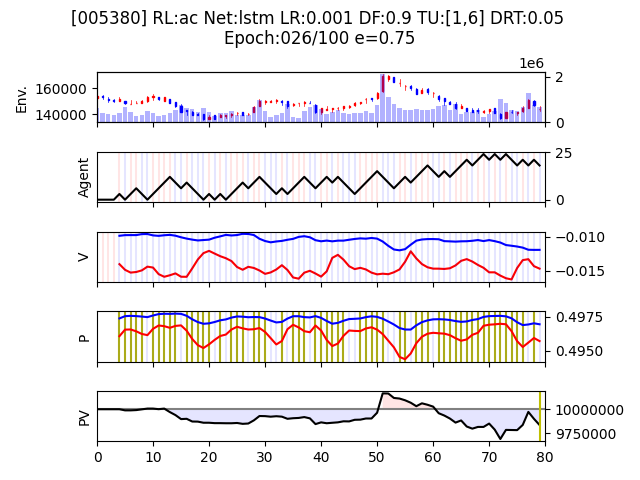 [005380] RL:ac Net:lstm LR:0.001 DF:0.9 TU:[1,6] DRT:0.05
Epoch:026/100 e=0.75
1e6
Env.
160000
140000
2
0
Agent
25
0
V
−0.010
−0.015
P
0.4975
0.4950
PV
10000000
9750000
0 10 20 30 40 50 60 70 80